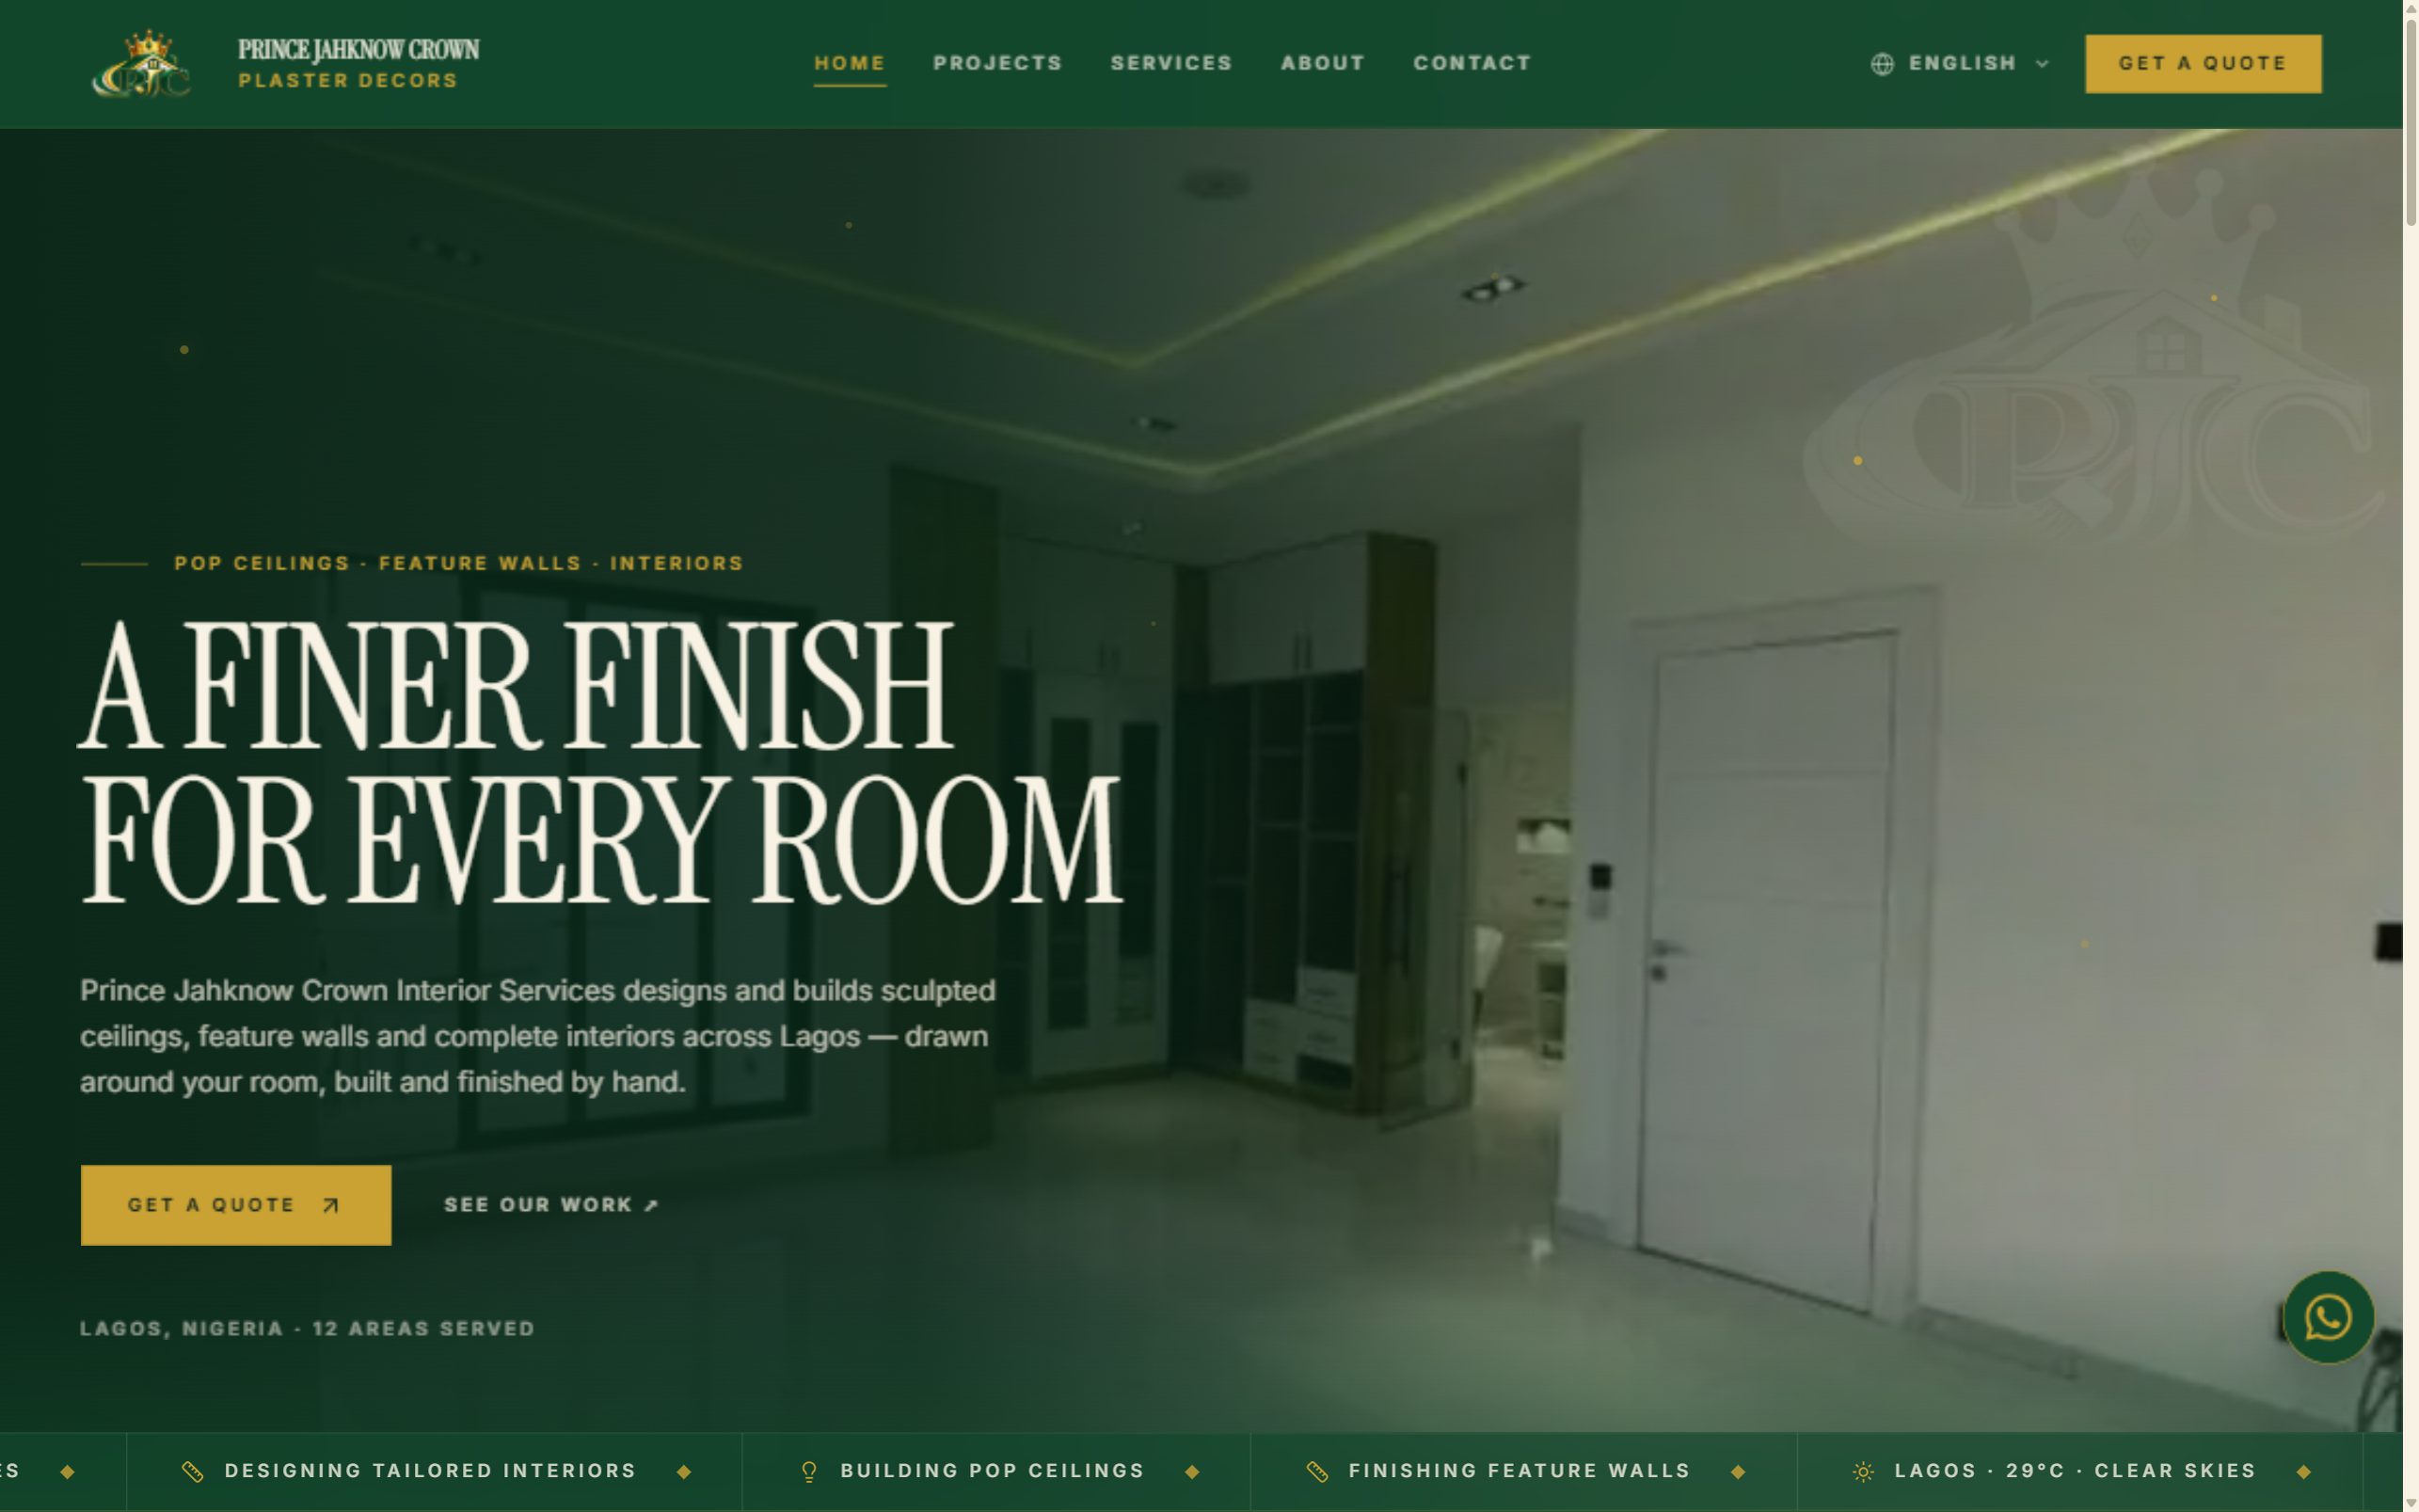 PRINCE JAHKNOW CROWN
PLASTER DECORS
HOME PROJECTS SERVICES ABOUT CONTACT
ENGLISH
GET A QUOTE
PJC
POP CEILINGS · FEATURE WALLS · INTERIORS
A FINER FINISH
FOR EVERY ROOM
Prince Jahknow Crown Interior Services designs and builds sculpted
ceilings, feature walls and complete interiors across Lagos — drawn
around your room, built and finished by hand.
GET A QUOTE
SEE OUR WORK ↗
LAGOS, NIGERIA · 12 AREAS SERVED
ES ◆ DESIGNING TAILORED INTERIORS ◆ BUILDING POP CEILINGS ◆ FINISHING FEATURE WALLS ◆ LAGOS · 29°C · CLEAR SKIES ◆